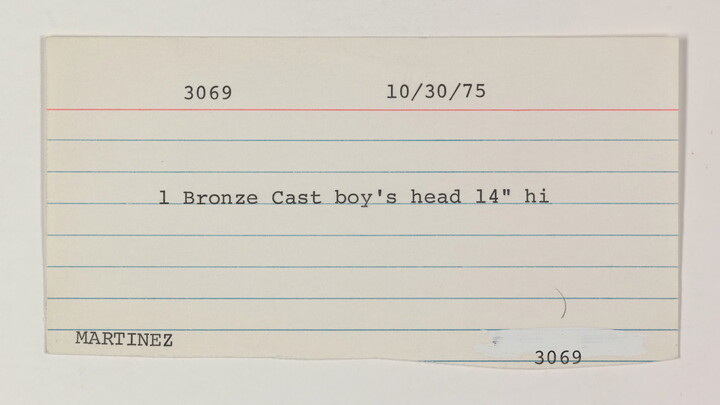 3069 10/30/75
1 Bronze Cast boy's head 14" hi
MARTINEZ
3069